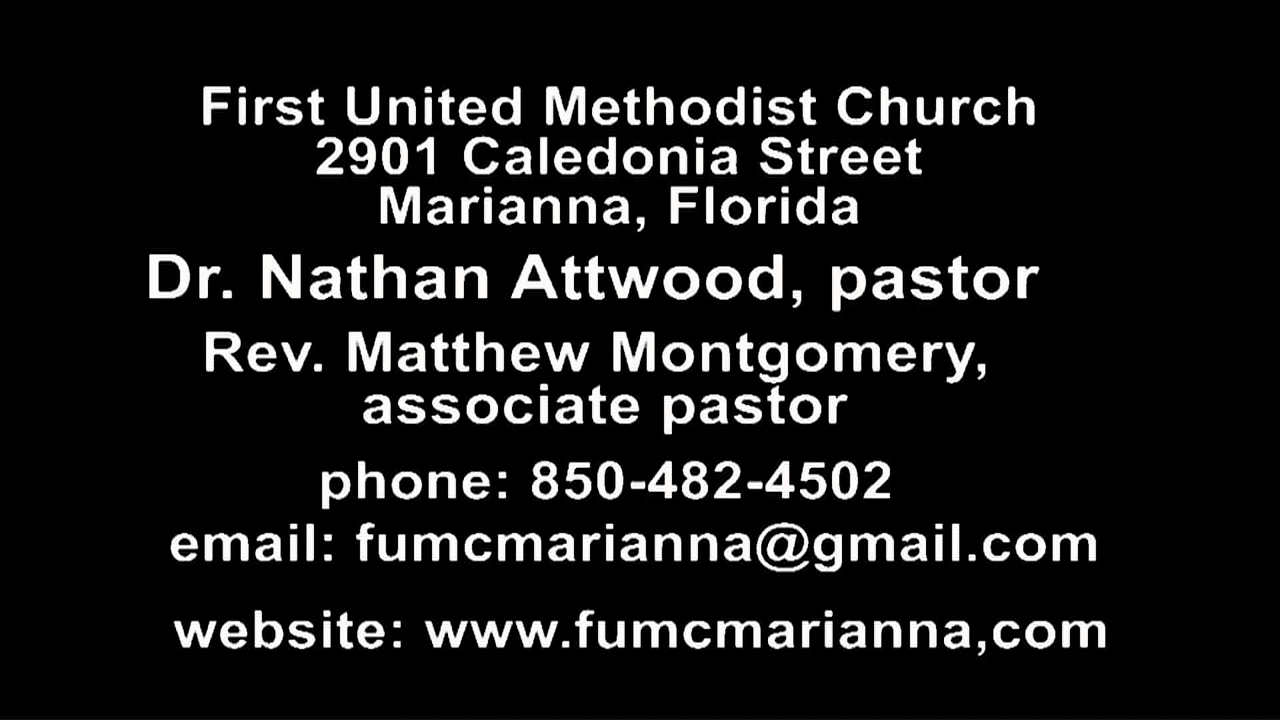 First United Methodist Church
2901 Caledonia Street
Marianna, Florida
Dr. Nathan Attwood, pastor
Rev. Matthew Montgomery,
associate pastor
phone: 850-482-4502
email: fumcmarianna@gmail.com
website: www.fumcmarianna,com